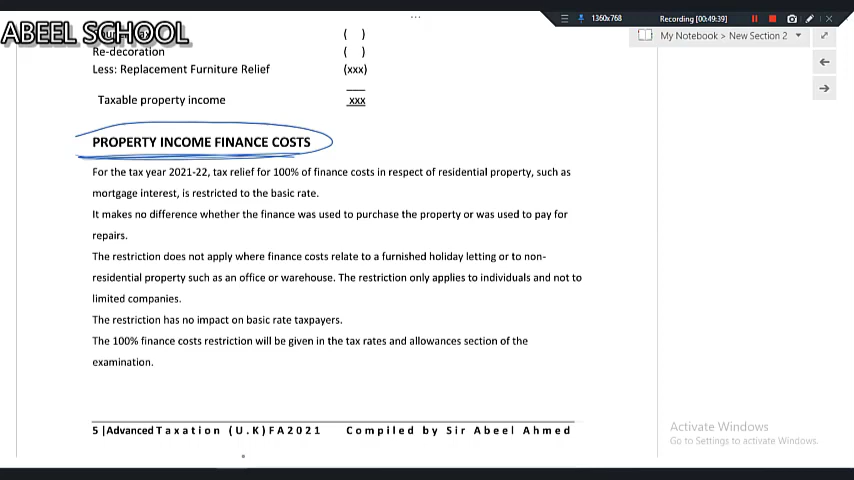 1360x768
Recording [00:49:39]
ABEEL SCHOOL
( )
My Notebook > New Section 2
Re-decoration ( )
Less: Replacement Furniture Relief (xxx)
Taxable property income xxx
PROPERTY INCOME FINANCE COSTS
For the tax year 2021-22, tax relief for 100% of finance costs in respect of residential property, such as
mortgage interest, is restricted to the basic rate.
It makes no difference whether the finance was used to purchase the property or was used to pay for
repairs.
The restriction does not apply where finance costs relate to a furnished holiday letting or to non-
residential property such as an office or warehouse. The restriction only applies to individuals and not to
limited companies.
The restriction has no impact on basic rate taxpayers.
The 100% finance costs restriction will be given in the tax rates and allowances section of the
examination.
5 |Advanced Taxation (U.K)FA2021 Compiled by Sir Abeel Ahmed
Activate Windows
Go to Settings to activate Windows.